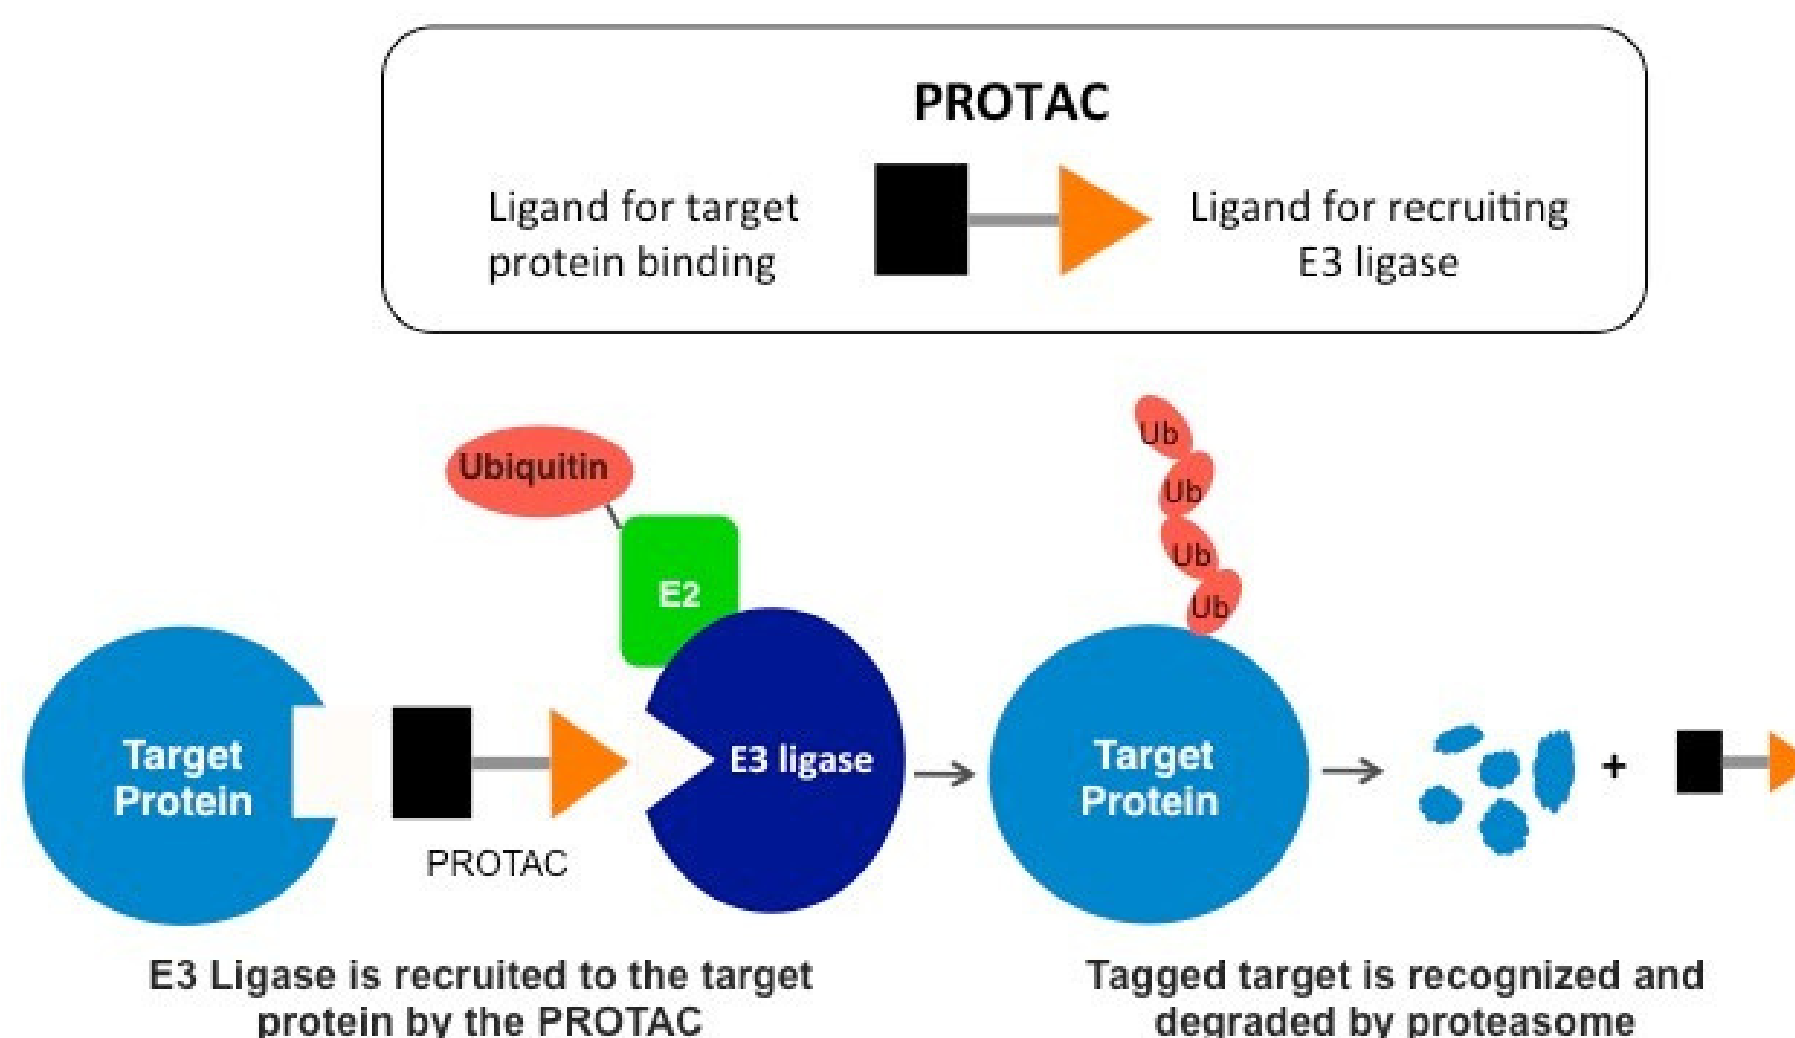 PROTAC
Ligand for target
protein binding
Ligand for recruiting
E3 ligase
Ubiquitin
E2
Target
Protein
PROTAC
E3 ligase
Ub
Ub
Ub
Ub
Target
Protein
+
E3 Ligase is recruited to the target
protein by the PROTAC
Tagged target is recognized and
degraded by proteasome